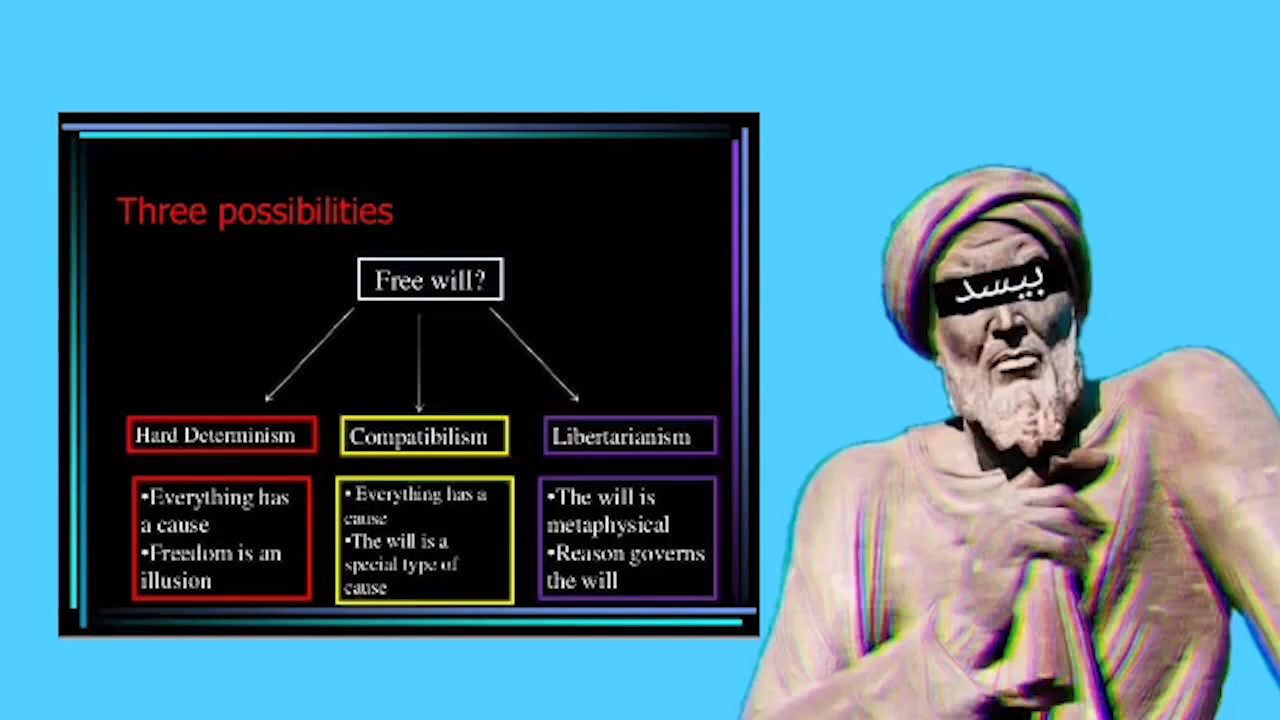 Three possibilities
Free will?
Hard Determinism
Compatibilism
Libertarianism
•Everything has
a cause
•Freedom is an
illusion
• Everything has a
cause
•The will is a
special type of
cause
•The will is
metaphysical
•Reason governs
the will
بيسد